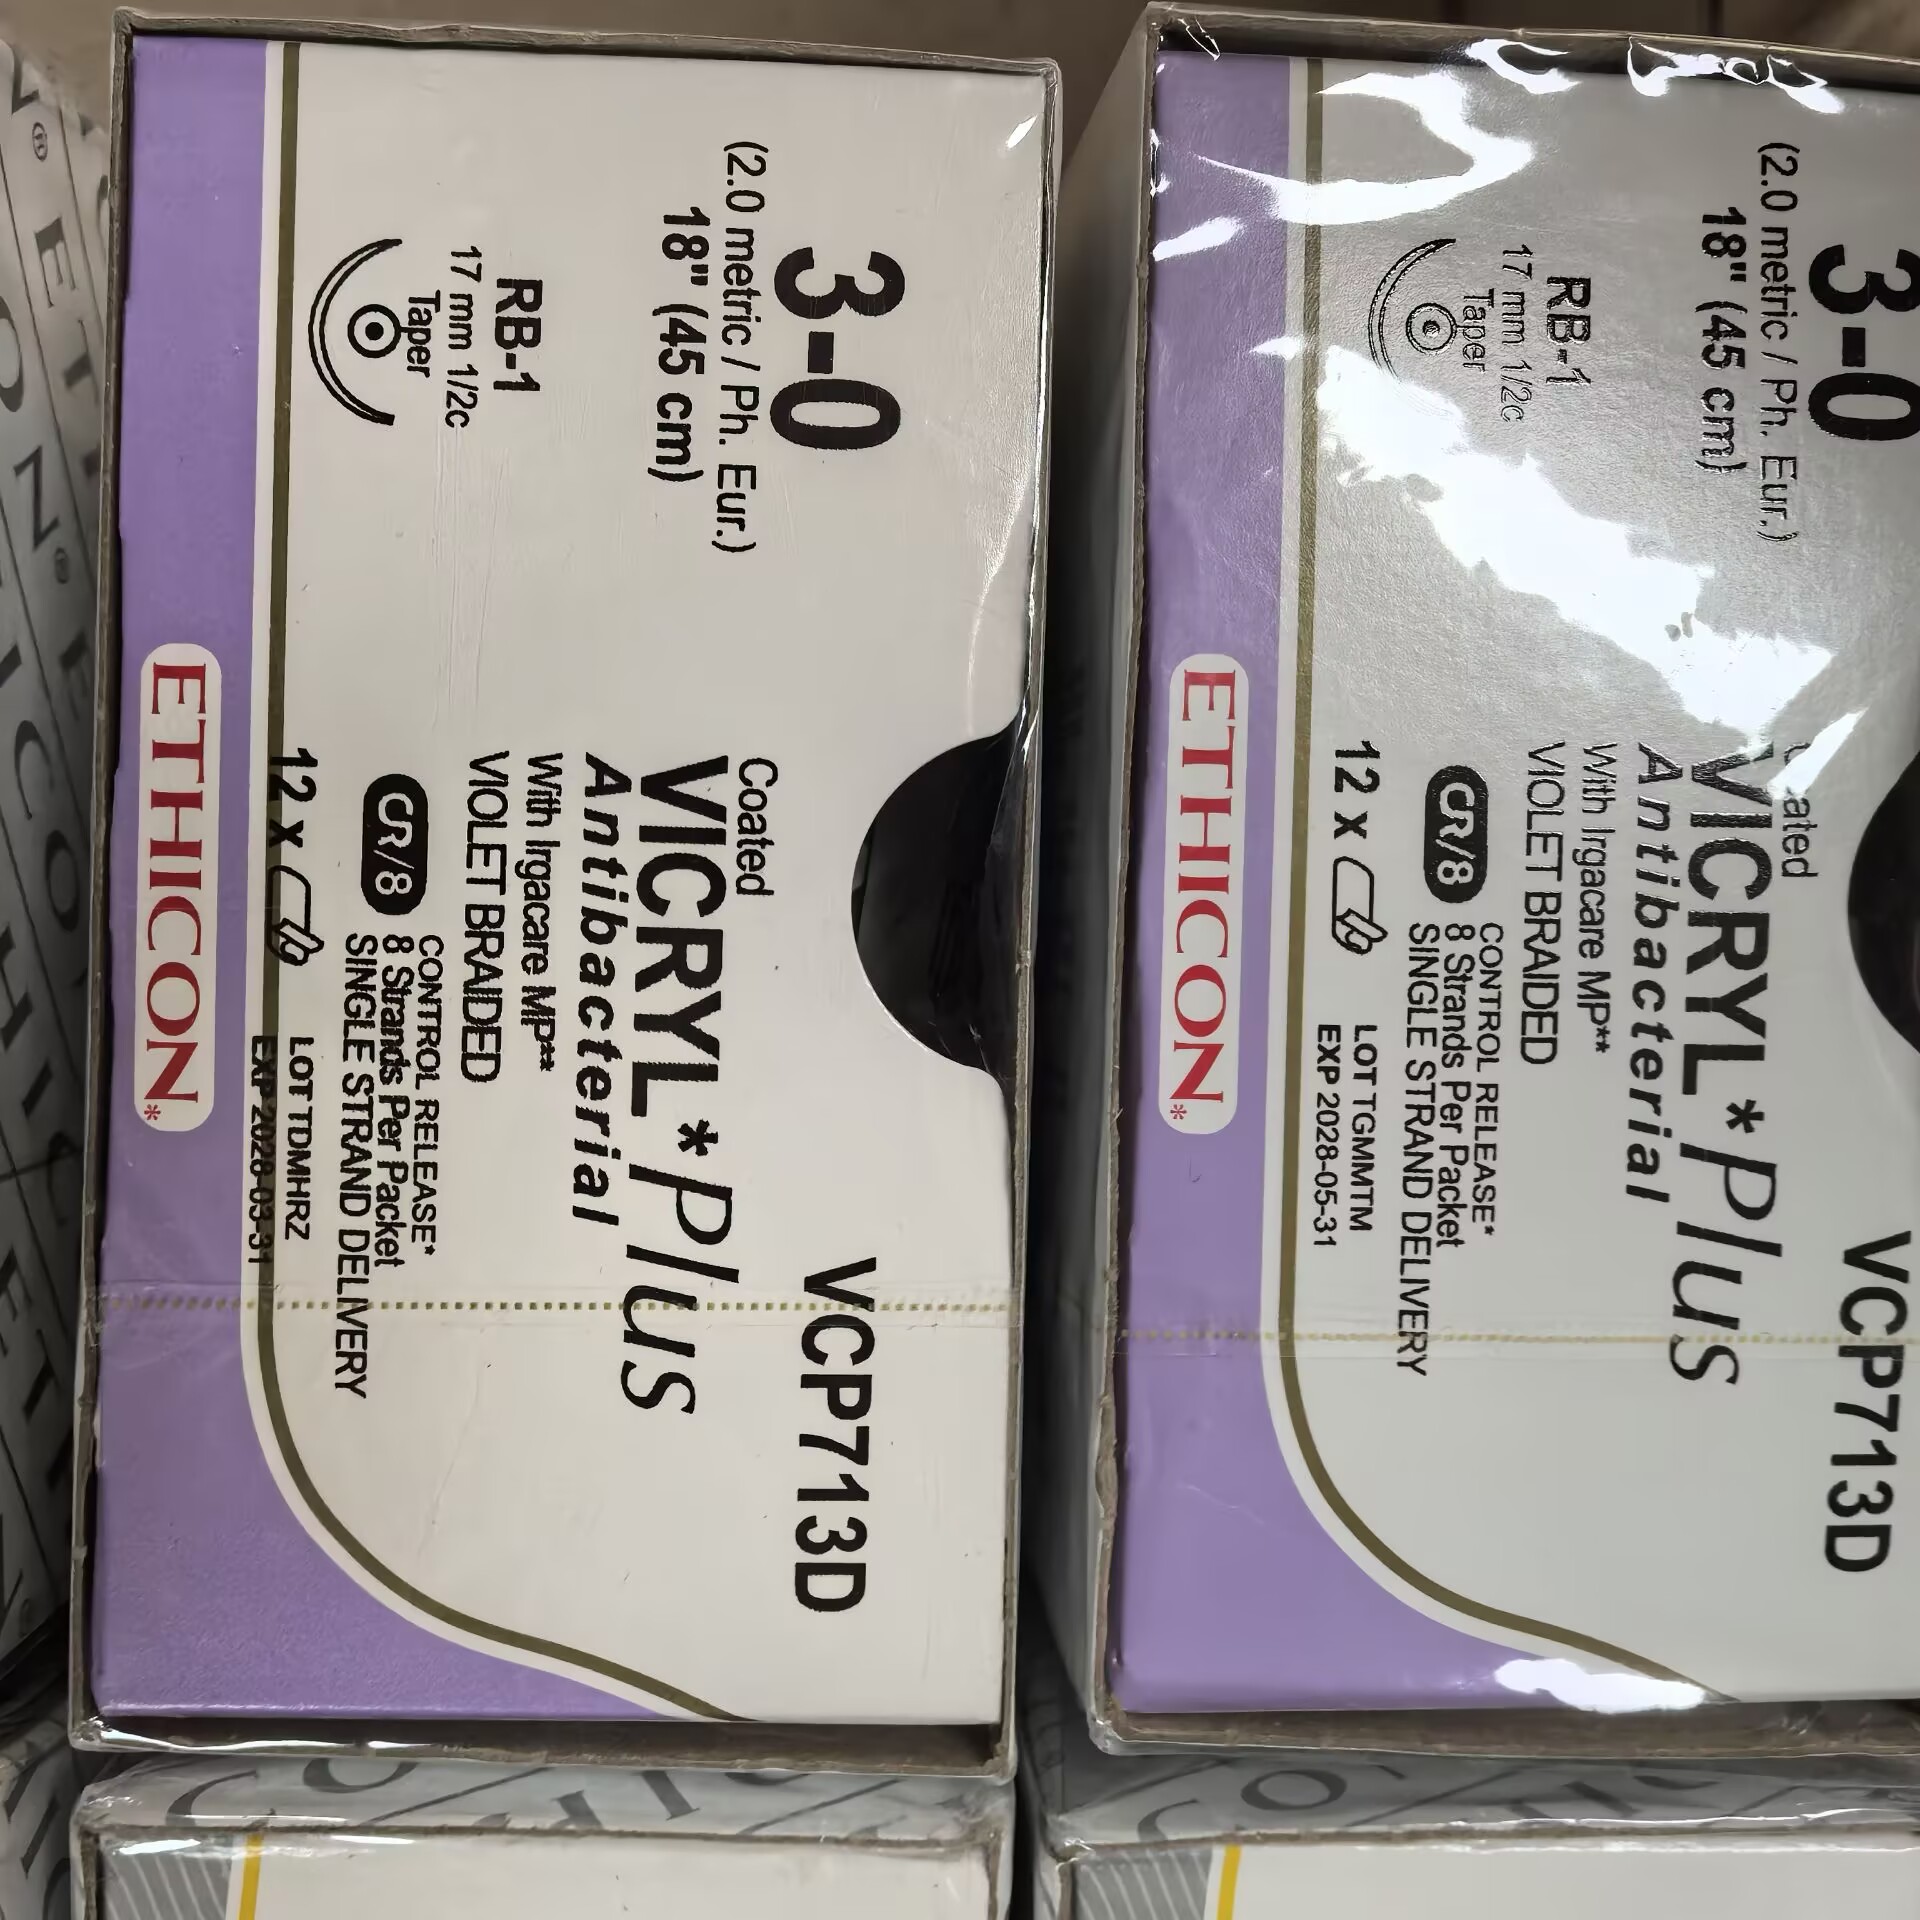 3-0
(2.0 metric / Ph. Eur.)
18" (45 cm)
RB-1
17 mm 1/2c
Taper
Coated
VICRYL* Plus
Antibacterial
With Irgacare MP**
VIOLET BRAIDED
CR/8
CONTROL RELEASE*
8 Strands Per Packet
SINGLE STRAND DELIVERY
12 x
LOT TDMHRZ
EXP 2028-03-31
VCP713D
ETHICON*
3-0
(2.0 metric / Ph. Eur.)
18" (45 cm)
RB-1
17 mm 1/2c
Taper
VICRYL* Plus
Antibacterial
With Irgacare MP**
VIOLET BRAIDED
CR/8
CONTROL RELEASE*
8 Strands Per Packet
SINGLE STRAND DELIVERY
12 x
LOT TGMMTM
EXP 2028-05-31
VCP713D
ETHICON*